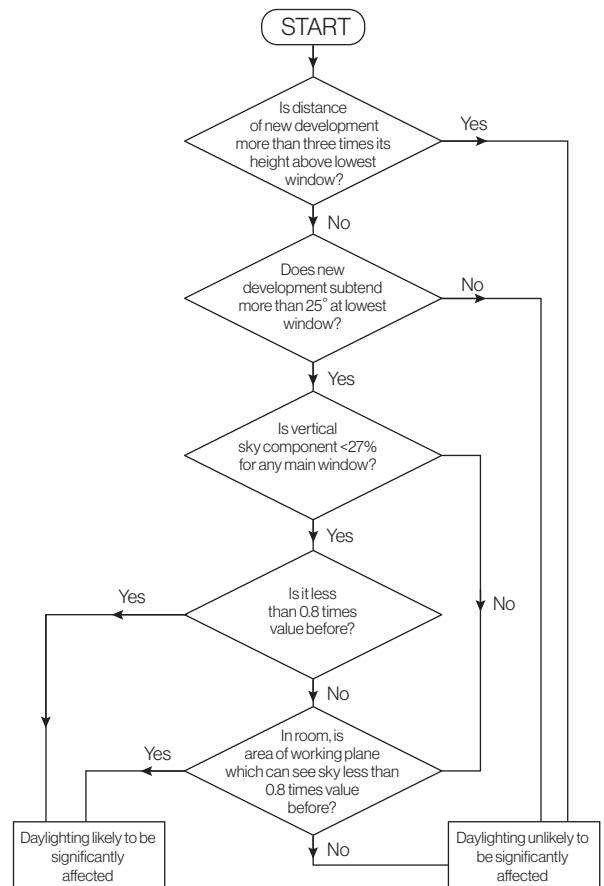 START
Is distance
of new development
more than three times its
height above lowest
window?
Yes
No
Does new
development subtend
more than 25° at lowest
window?
No
Yes
Is vertical
sky component <27%
for any main window?
Yes
No
Is it less
than 0.8 times
value before?
Yes
No
In room, is
area of working plane
which can see sky less than
0.8 times value
before?
Yes
No
Daylighting likely to be
significantly
affected
Daylighting unlikely to
be significantly
affected